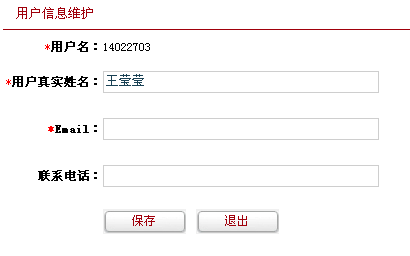 用户信息维护
*用户名：14022703
*用户真实姓名：王莹莹
*Email：
联系电话：
保存 退出